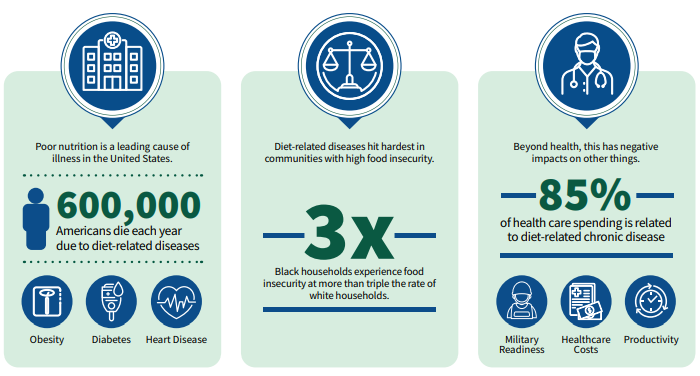 Poor nutrition is a leading cause of
illness in the United States.
600,000
Americans die each year
due to diet-related diseases
Obesity
Diabetes
Heart Disease
Diet-related diseases hit hardest in
communities with high food insecurity.
3x
Black households experience food
insecurity at more than triple the rate of
white households.
Beyond health, this has negative
impacts on other things.
85%
of health care spending is related
to diet-related chronic disease
Military
Readiness
Healthcare
Costs
Productivity